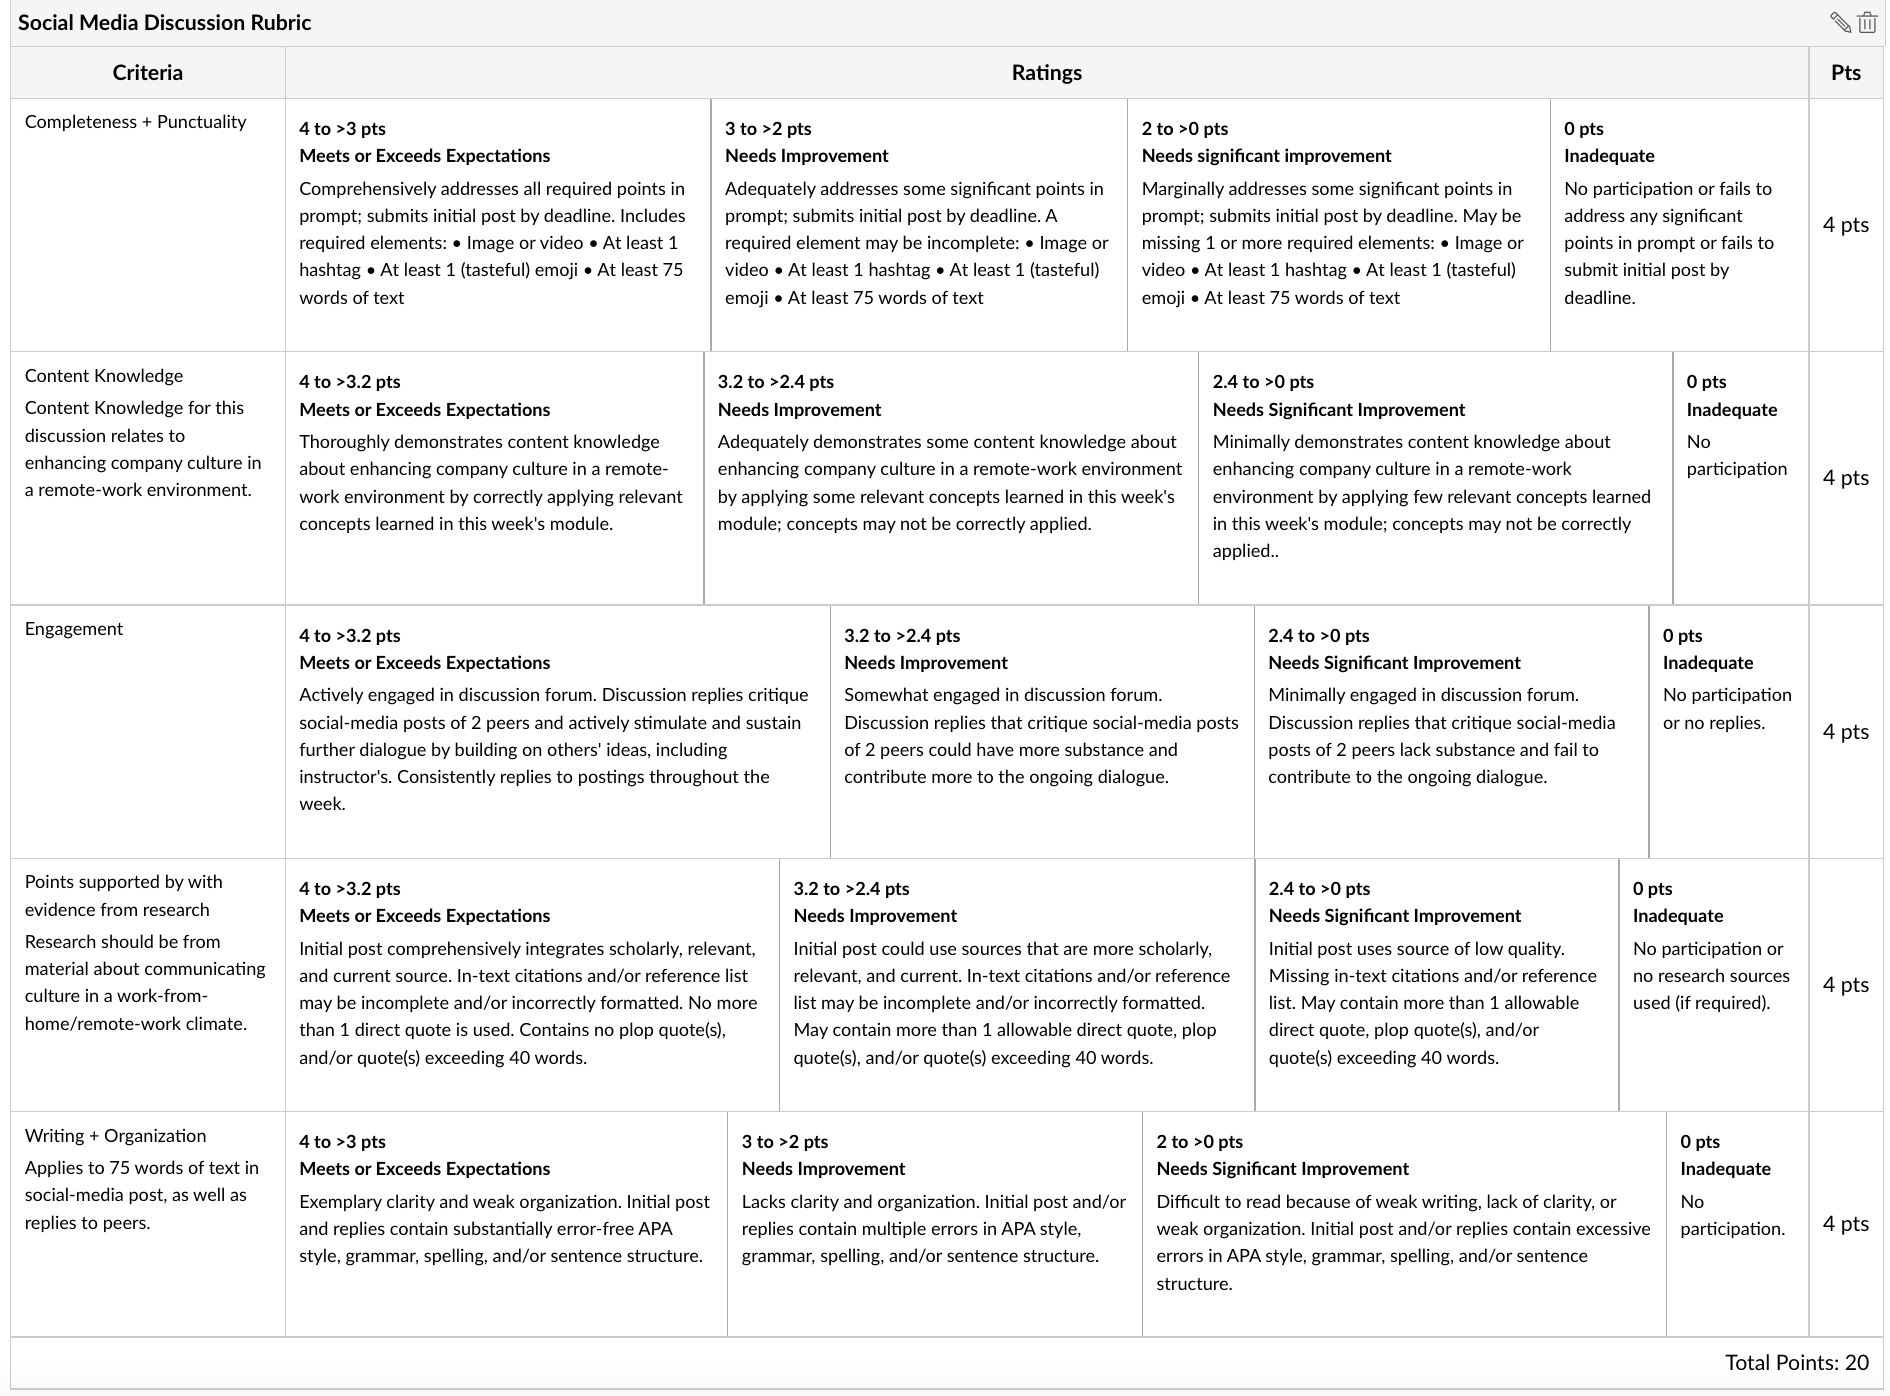 Social Media Discussion Rubric
Criteria
Ratings
Pts
Completeness + Punctuality
4 to >3 pts
Meets or Exceeds Expectations
Comprehensively addresses all required points in
prompt; submits initial post by deadline. Includes
required elements: • Image or video • At least 1
hashtag • At least 1 (tasteful) emoji • At least 75
words of text
3 to >2 pts
Needs Improvement
Adequately addresses some significant points in
prompt; submits initial post by deadline. A
required element may be incomplete: • Image or
video • At least 1 hashtag • At least 1 (tasteful)
emoji • At least 75 words of text
2 to >0 pts
Needs significant improvement
Marginally addresses some significant points in
prompt; submits initial post by deadline. May be
missing 1 or more required elements: • Image or
video • At least 1 hashtag • At least 1 (tasteful)
emoji • At least 75 words of text
0 pts
Inadequate
No participation or fails to
address any significant
points in prompt or fails to
submit initial post by
deadline.
4 pts
Content Knowledge
Content Knowledge for this
discussion relates to
enhancing company culture in
a remote-work environment.
4 to >3.2 pts
Meets or Exceeds Expectations
Thoroughly demonstrates content knowledge
about enhancing company culture in a remote-
work environment by correctly applying relevant
concepts learned in this week's module.
3.2 to >2.4 pts
Needs Improvement
Adequately demonstrates some content knowledge about
enhancing company culture in a remote-work environment
by applying some relevant concepts learned in this week's
module; concepts may not be correctly applied.
2.4 to >0 pts
Needs Significant Improvement
Minimally demonstrates content knowledge about
enhancing company culture in a remote-work
environment by applying few relevant concepts learned
in this week's module; concepts may not be correctly
applied..
0 pts
Inadequate
No
participation
4 pts
Engagement
4 to >3.2 pts
Meets or Exceeds Expectations
Actively engaged in discussion forum. Discussion replies critique
social-media posts of 2 peers and actively stimulate and sustain
further dialogue by building on others' ideas, including
instructor's. Consistently replies to postings throughout the
week.
3.2 to >2.4 pts
Needs Improvement
Somewhat engaged in discussion forum.
Discussion replies that critique social-media posts
of 2 peers could have more substance and
contribute more to the ongoing dialogue.
2.4 to >0 pts
Needs Significant Improvement
Minimally engaged in discussion forum.
Discussion replies that critique social-media
posts of 2 peers lack substance and fail to
contribute to the ongoing dialogue.
0 pts
Inadequate
No participation
or no replies.
4 pts
Points supported by with
evidence from research
Research should be from
material about communicating
culture in a work-from-
home/remote-work climate.
4 to >3.2 pts
Meets or Exceeds Expectations
Initial post comprehensively integrates scholarly, relevant,
and current source. In-text citations and/or reference list
may be incomplete and/or incorrectly formatted. No more
than 1 direct quote is used. Contains no plop quote(s),
and/or quote(s) exceeding 40 words.
3.2 to >2.4 pts
Needs Improvement
Initial post could use sources that are more scholarly,
relevant, and current. In-text citations and/or reference
list may be incomplete and/or incorrectly formatted.
May contain more than 1 allowable direct quote, plop
quote(s), and/or quote(s) exceeding 40 words.
2.4 to >0 pts
Needs Significant Improvement
Initial post uses source of low quality.
Missing in-text citations and/or reference
list. May contain more than 1 allowable
direct quote, plop quote(s), and/or
quote(s) exceeding 40 words.
0 pts
Inadequate
No participation or
no research sources
used (if required).
4 pts
Writing + Organization
Applies to 75 words of text in
social-media post, as well as
replies to peers.
4 to >3 pts
Meets or Exceeds Expectations
Exemplary clarity and weak organization. Initial post
and replies contain substantially error-free APA
style, grammar, spelling, and/or sentence structure.
3 to >2 pts
Needs Improvement
Lacks clarity and organization. Initial post and/or
replies contain multiple errors in APA style,
grammar, spelling, and/or sentence structure.
2 to >0 pts
Needs Significant Improvement
Difficult to read because of weak writing, lack of clarity, or
weak organization. Initial post and/or replies contain excessive
errors in APA style, grammar, spelling, and/or sentence
structure.
0 pts
Inadequate
No
participation.
4 pts
Total Points: 20